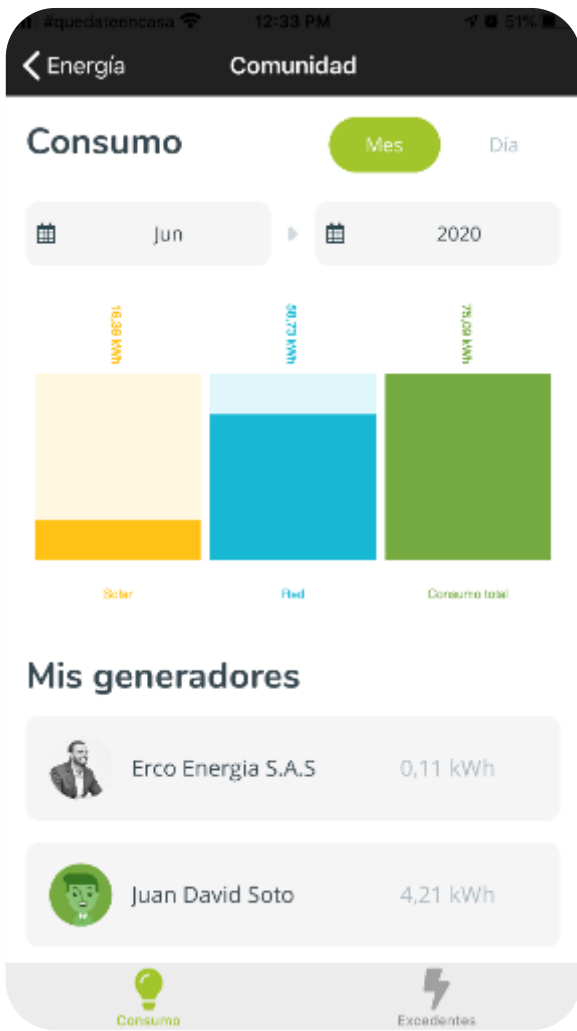 #quedateencasa 12:33 PM 51%
Energía Comunidad
Consumo Mes Día
Jun 2020
16,36 kWh 58,73 kWh 75,09 kWh
Solar Red Consumo total
Mis generadores
Erco Energia S.A.S 0,11 kWh
Juan David Soto 4,21 kWh
Consumo Excedentes